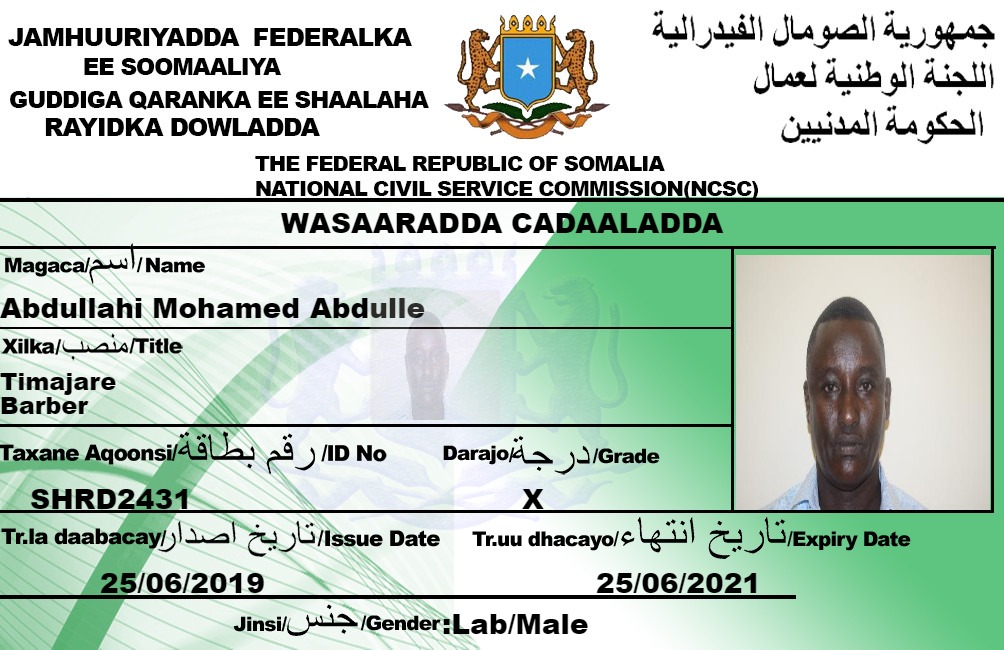 JAMHUURIYADDA FEDERALKA
EE SOOMAALIYA
GUDDIGA QARANKA EE SHAALAHA
RAYIDKA DOWLADDA
جمهورية الصومال الفيدرالية
اللجنة الوطنية لعمال
الحكومة المدنيين
THE FEDERAL REPUBLIC OF SOMALIA
NATIONAL CIVIL SERVICE COMMISSION(NCSC)
WASAARADDA CADAALADDA
Magaca/اسم/Name
Abdullahi Mohamed Abdulle
Xilka/منصب/Title
Timajare
Barber
Taxane Aqoonsi/رقم بطاقة/ID No
Darajo/درجة/Grade
SHRD2431
X
Tr.la daabacay/تاريخ اصدار/Issue Date
Tr.uu dhacayo/تاريخ انتهاء/Expiry Date
25/06/2019
25/06/2021
Jinsi/جنس/Gender:Lab/Male